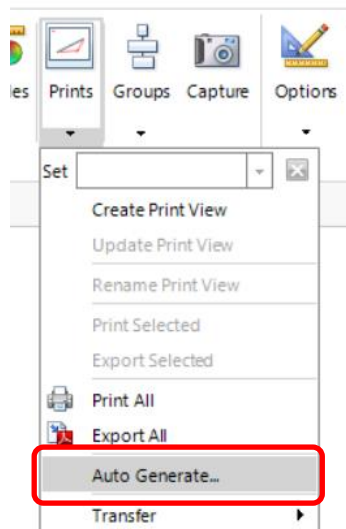 les Prints Groups Capture Options
Set
Create Print View
Update Print View
Rename Print View
Print Selected
Export Selected
Print All
Export All
Auto Generate...
Transfer